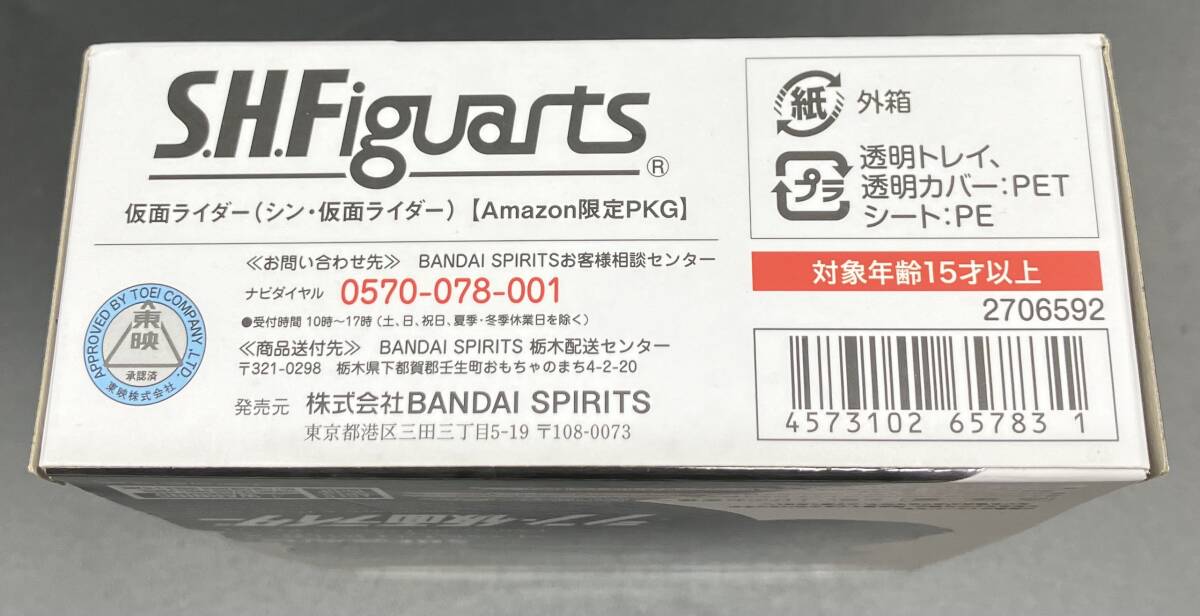 S.H.Figuarts®
仮面ライダー(シン・仮面ライダー)【Amazon限定PKG】
≪お問い合わせ先≫ BANDAI SPIRITSお客様相談センター
ナビダイヤル 0570-078-001
●受付時間 10時〜17時(土、日、祝日、夏季・冬季休業日を除く)
≪商品送付先≫ BANDAI SPIRITS 栃木配送センター
〒321-0298 栃木県下都賀郡壬生町おもちゃのまち4-2-20
発売元 株式会社BANDAI SPIRITS
東京都港区三田三丁目5-19 〒108-0073
APPROVED BY TOEI COMPANY, LTD.
東映
承認済
東映株式会社
紙 外箱
プラ 透明トレイ、
透明カバー:PET
シート:PE
対象年齢15才以上
2706592
4573102 65783 1
シン・仮面ライダー